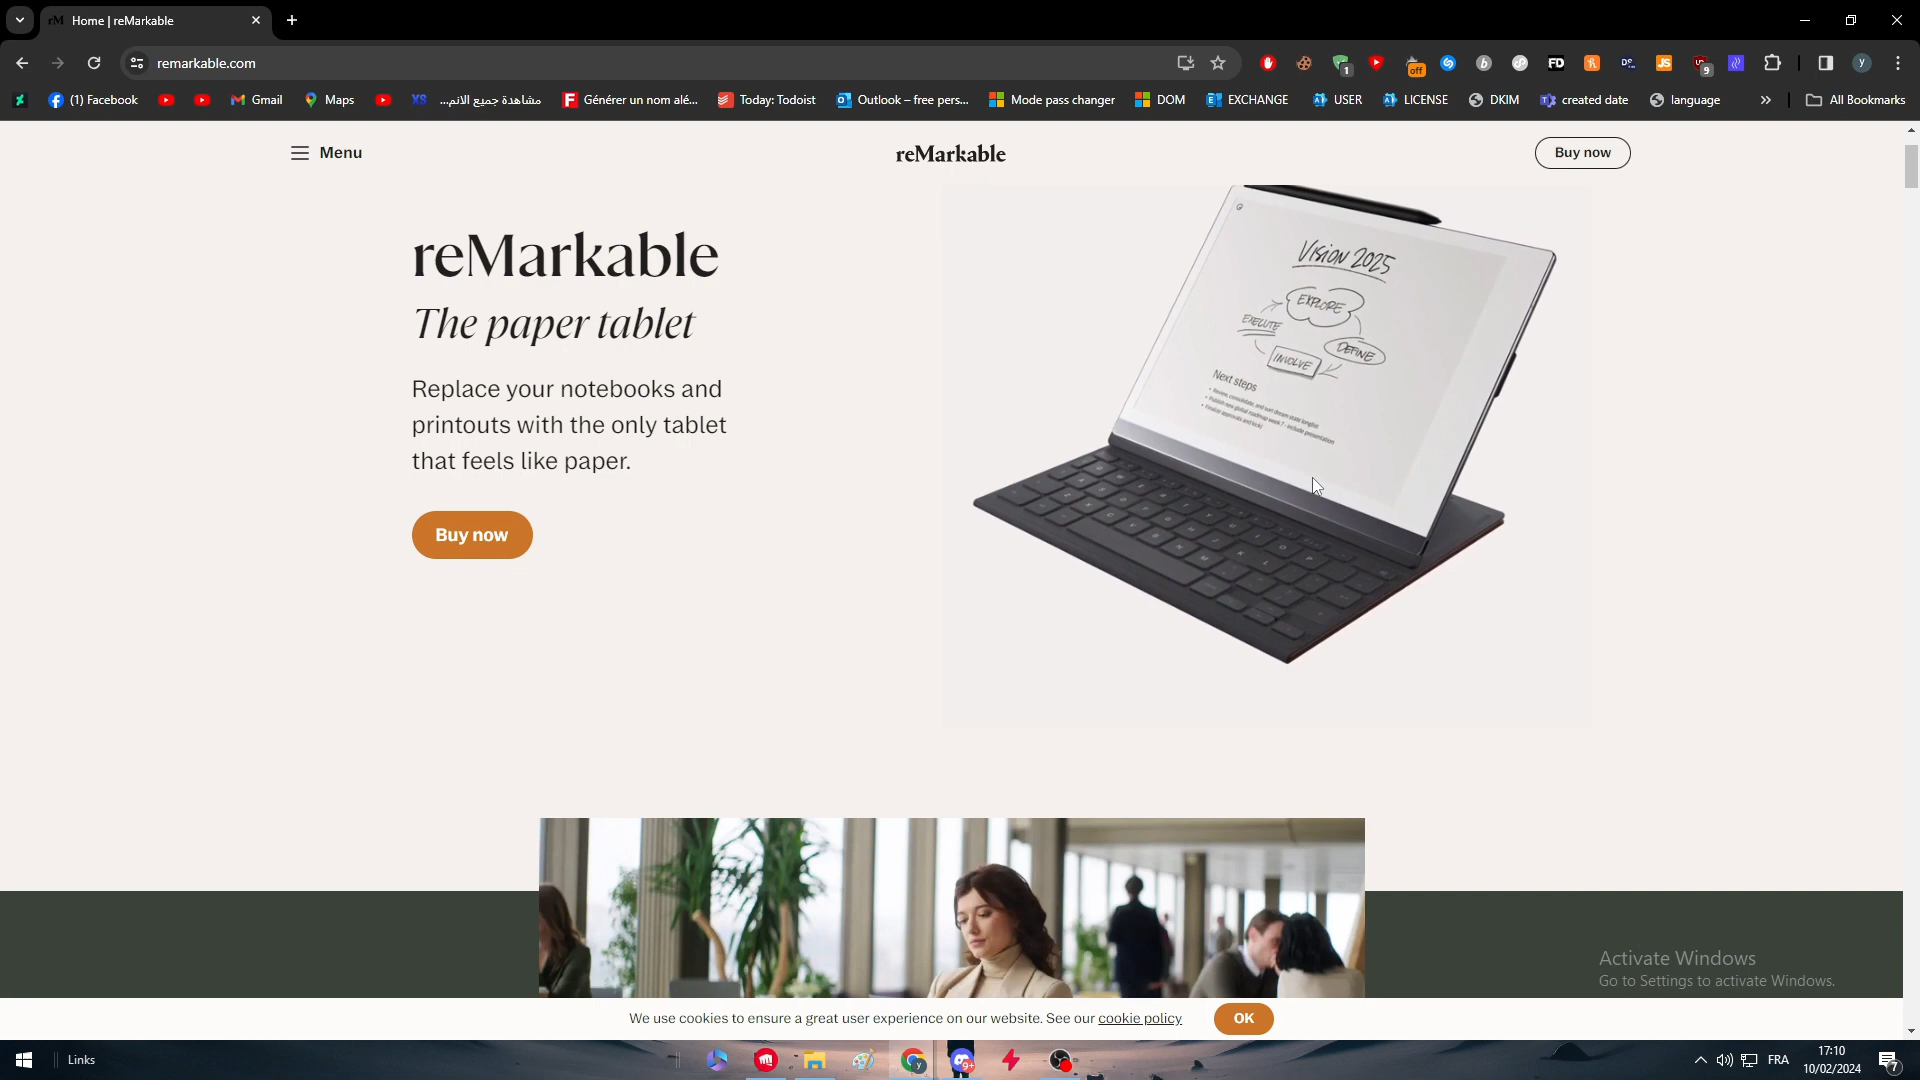 Home | reMarkable
remarkable.com
(1) Facebook
Gmail
Maps
XS
مشاهدة جميع الانم...
Générer un nom alé...
Today: Todoist
Outlook – free pers...
Mode pass changer
DOM
EXCHANGE
USER
LICENSE
DKIM
created date
language
All Bookmarks
Menu
reMarkable
Buy now
reMarkable
The paper tablet
Replace your notebooks and
printouts with the only tablet
that feels like paper.
Buy now
VISION 2025
EXPLORE
EXECUTE
DEFINE
INVOLVE
Next steps
We use cookies to ensure a great user experience on our website. See our cookie policy
OK
Activate Windows
Go to Settings to activate Windows.
Links
FRA
17:10
10/02/2024
7